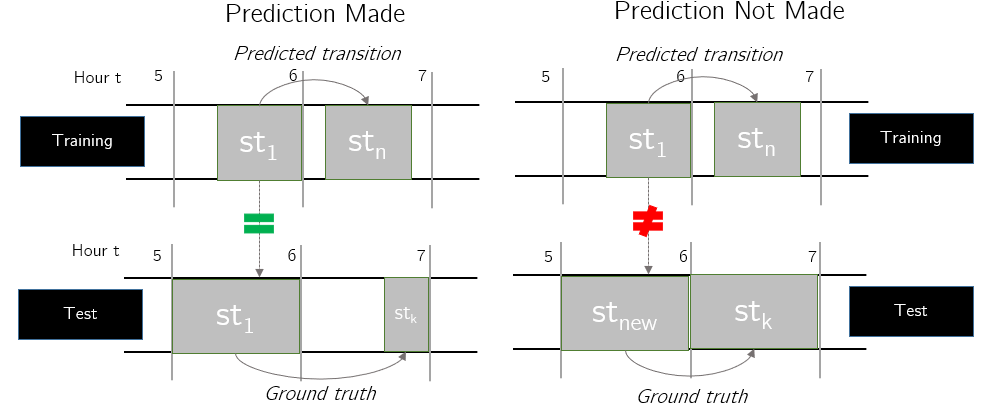 Prediction Made
Predicted transition
Hour t 5 6 7
Training
st1 stn
=
Hour t 5 6 7
Test
st1 stk
Ground truth
Prediction Not Made
Predicted transition
5 6 7
st1 stn
Training
≠
5 6 7
stnew stk
Test
Ground truth